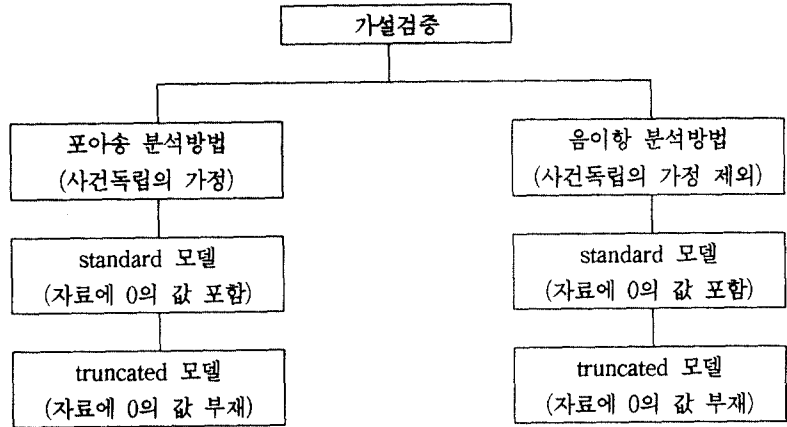 가설검증
포아송 분석방법
(사건독립의 가정)
음이항 분석방법
(사건독립의 가정 제외)
standard 모델
(자료에 0의 값 포함)
standard 모델
(자료에 0의 값 포함)
truncated 모델
(자료에 0의 값 부재)
truncated 모델
(자료에 0의 값 부재)